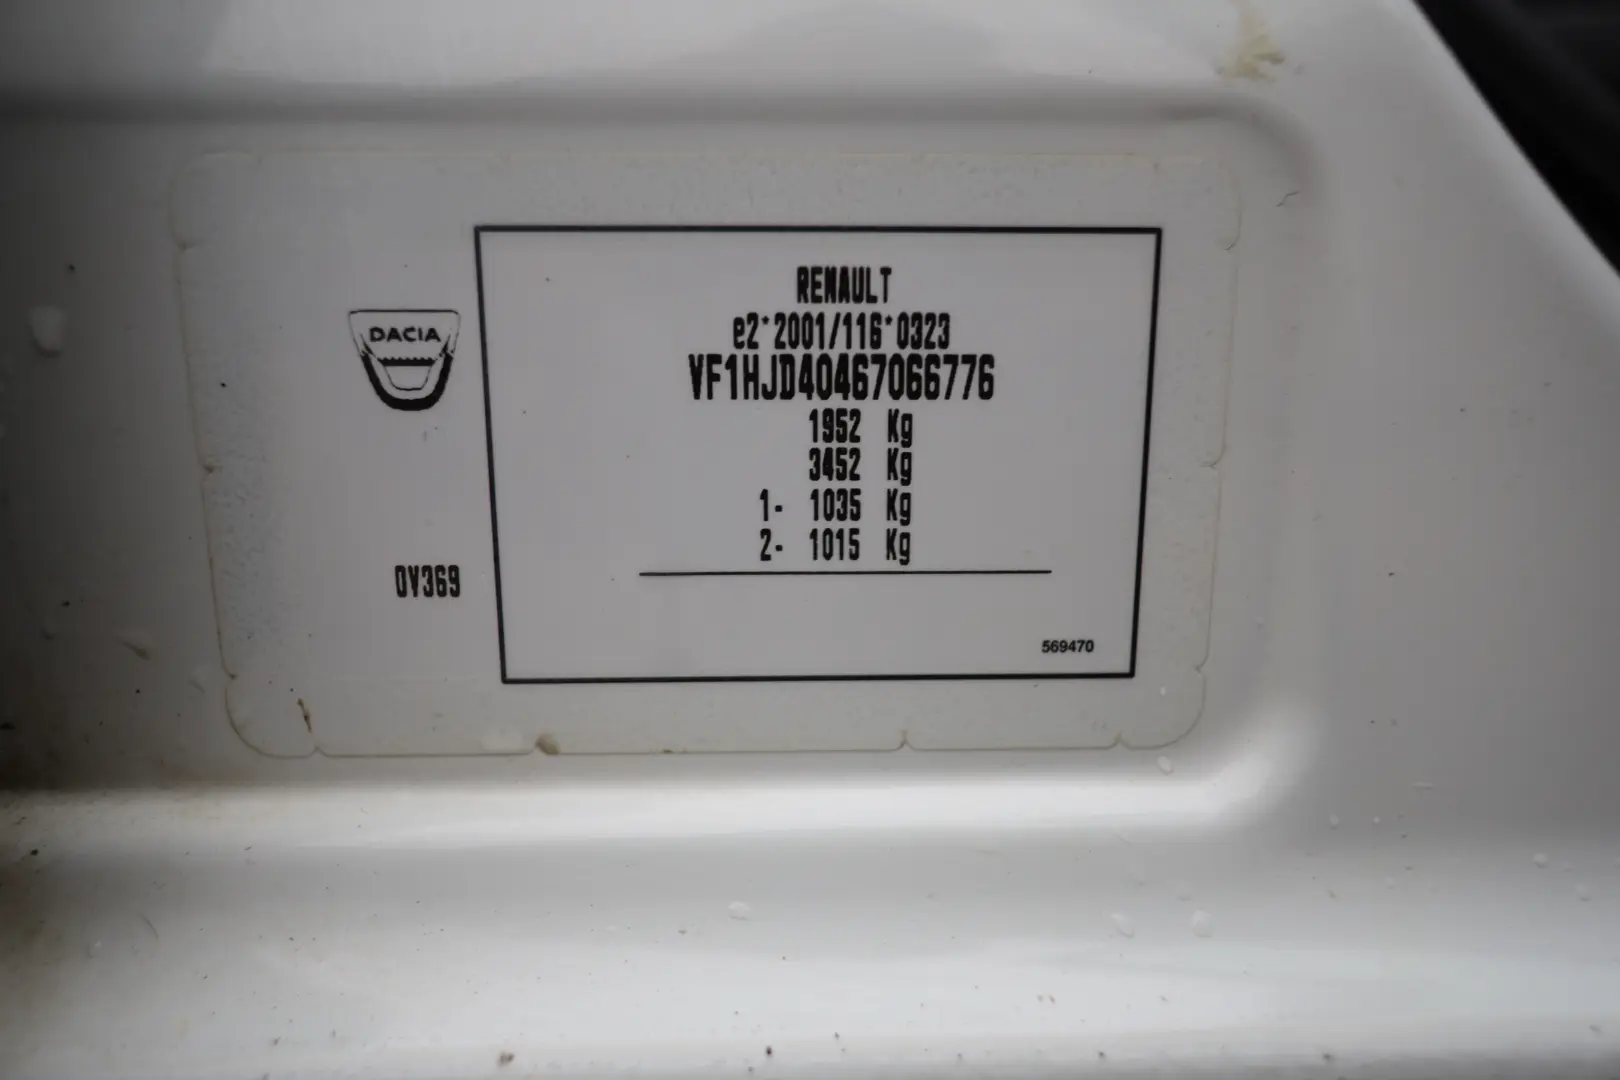 DACIA
RENAULT
e2*2001/116*0323
VF1HJD40467066776
1952 Kg
3452 Kg
1- 1035 Kg
2- 1015 Kg
0V369
569470